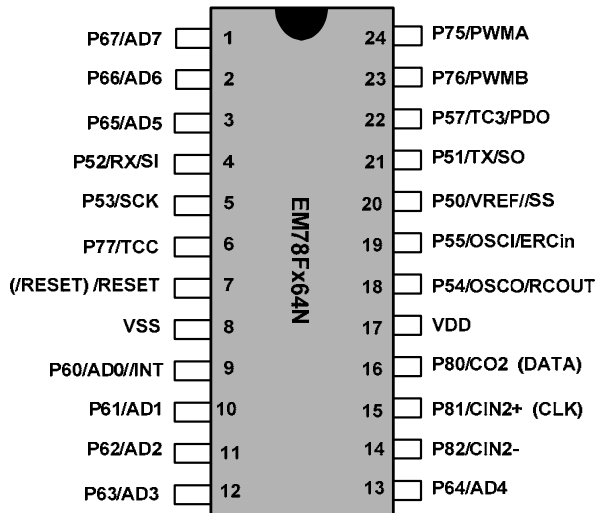 P67/AD7 1 24 P75/PWMA
P66/AD6 2 23 P76/PWMB
P65/AD5 3 22 P57/TC3/PDO
P52/RX/SI 4 21 P51/TX/SO
P53/SCK 5 20 P50/VREF//SS
P77/TCC 6 19 P55/OSCI/ERCin
(/RESET) /RESET 7 18 P54/OSCO/RCOUT
VSS 8 17 VDD
P60/AD0//INT 9 16 P80/CO2 (DATA)
P61/AD1 10 15 P81/CIN2+ (CLK)
P62/AD2 11 14 P82/CIN2-
P63/AD3 12 13 P64/AD4
EM78Fx64N